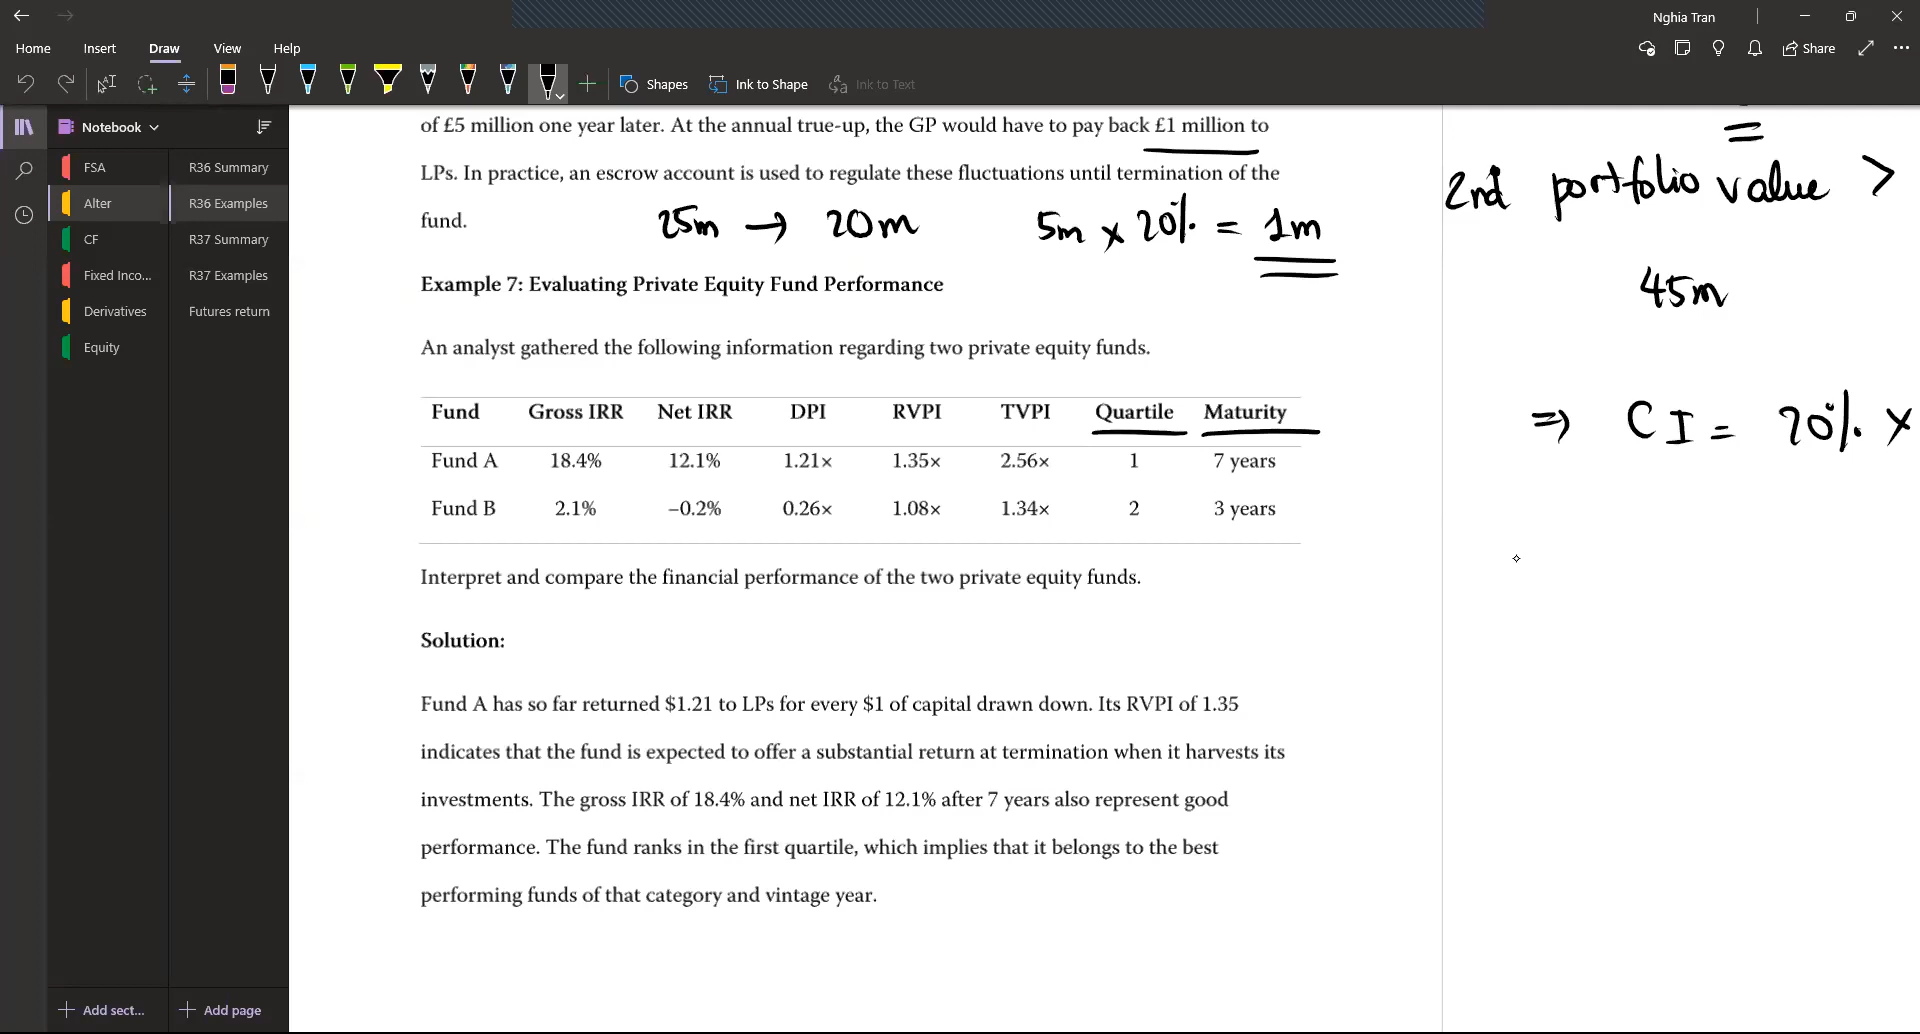 Nghia Tran
Home Insert Draw View Help
Share
Shapes Ink to Shape Ink to Text
Notebook
FSA
Alter
CF
Fixed Inco...
Derivatives
Equity
R36 Summary
R36 Examples
R37 Summary
R37 Examples
Futures return
Add sect...
Add page
of £5 million one year later. At the annual true-up, the GP would have to pay back £1 million to
LPs. In practice, an escrow account is used to regulate these fluctuations until termination of the
fund.
25m → 20m 5m × 20% = 1m
Example 7: Evaluating Private Equity Fund Performance
An analyst gathered the following information regarding two private equity funds.
Fund Gross IRR Net IRR DPI RVPI TVPI Quartile Maturity
Fund A 18.4% 12.1% 1.21× 1.35× 2.56× 1 7 years
Fund B 2.1% −0.2% 0.26× 1.08× 1.34× 2 3 years
Interpret and compare the financial performance of the two private equity funds.
Solution:
Fund A has so far returned $1.21 to LPs for every $1 of capital drawn down. Its RVPI of 1.35
indicates that the fund is expected to offer a substantial return at termination when it harvests its
investments. The gross IRR of 18.4% and net IRR of 12.1% after 7 years also represent good
performance. The fund ranks in the first quartile, which implies that it belongs to the best
performing funds of that category and vintage year.
2nd portfolio value >
45m
⇒ CI = 20% ×